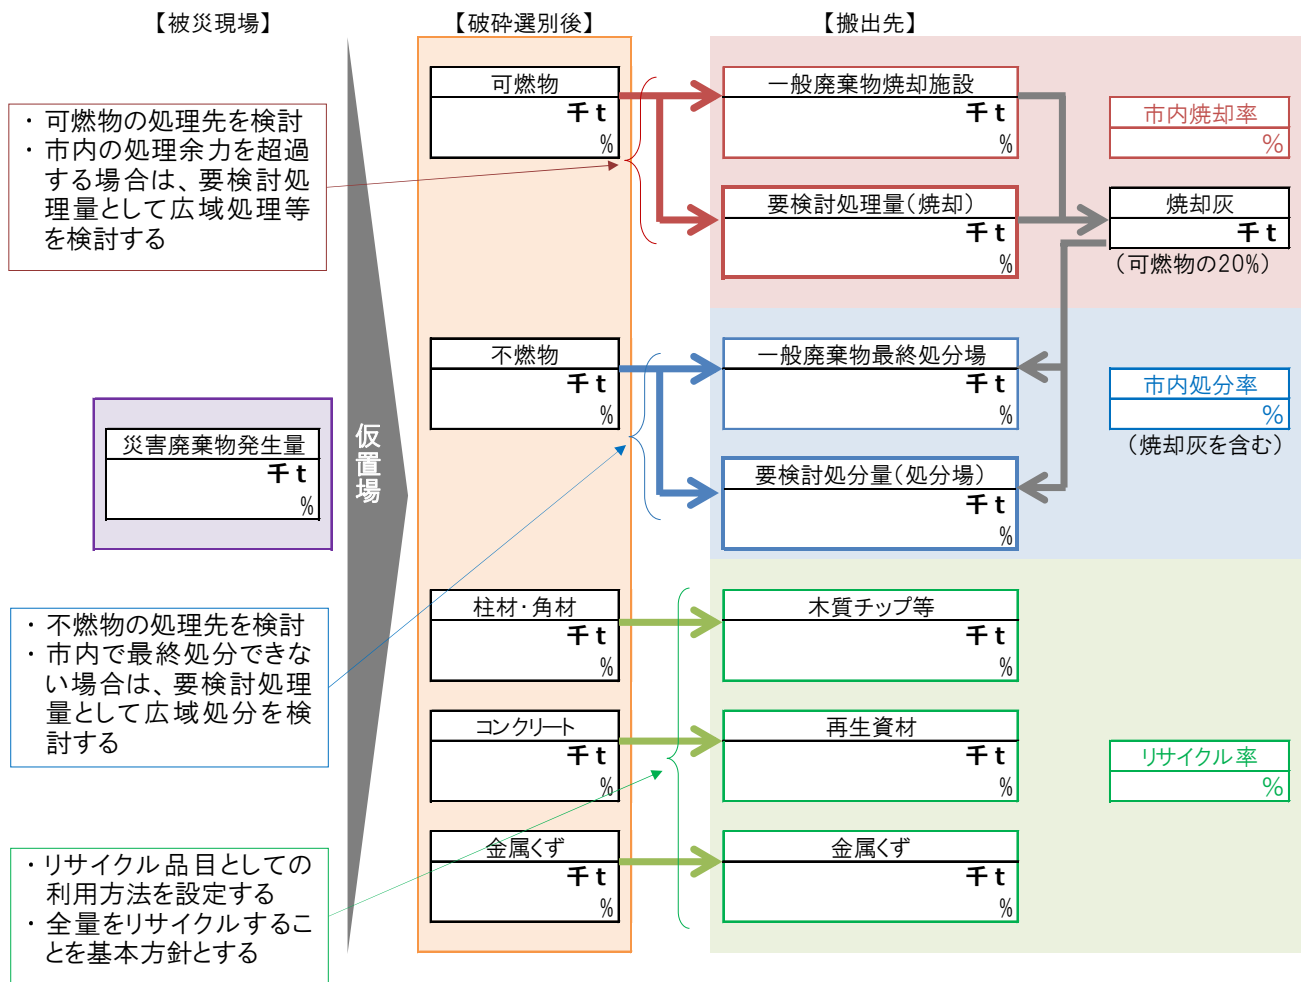 【被災現場】
【破砕選別後】
【搬出先】
・可燃物の処理先を検討
・市内の処理余力を超過
する場合は、要検討処
理量として広域処理等
を検討する
災害廃棄物発生量
千t
%
・不燃物の処理先を検討
・市内で最終処分できな
い場合は、要検討処理
量として広域処分を検
討する
・リサイクル品目としての
利用方法を設定する
・全量をリサイクルするこ
とを基本方針とする
仮置場
可燃物
千t
%
不燃物
千t
%
柱材・角材
千t
%
コンクリート
千t
%
金属くず
千t
%
一般廃棄物焼却施設
千t
%
要検討処理量(焼却)
千t
%
市内焼却率
%
焼却灰
千t
(可燃物の20%)
一般廃棄物最終処分場
千t
%
要検討処分量(処分場)
千t
%
市内処分率
%
(焼却灰を含む)
木質チップ等
千t
%
再生資材
千t
%
金属くず
千t
%
リサイクル率
%